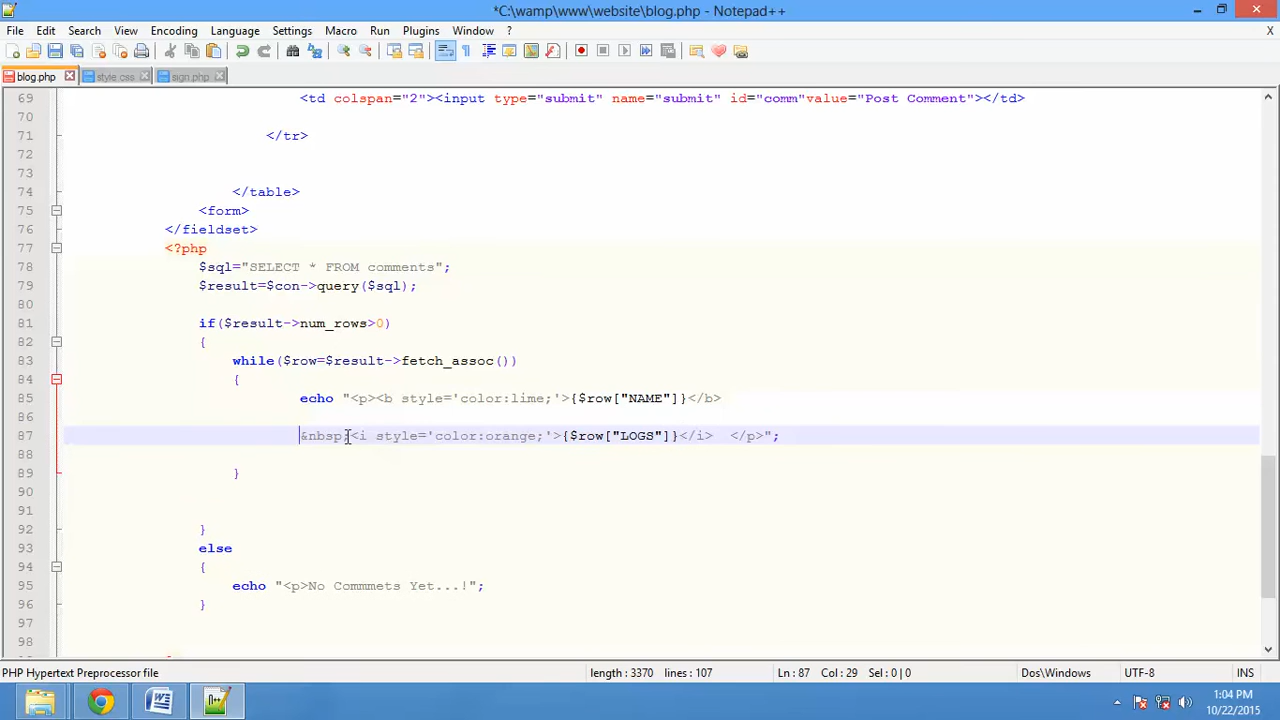 *C:\wamp\www\website\blog.php - Notepad++
File Edit Search View Encoding Language Settings Macro Run Plugins Window ? X
blog.php style.css sign.php
69 <td colspan="2"><input type="submit" name="submit" id="comm"value="Post Comment"></td>
70
71 </tr>
72
73
74 </table>
75 <form>
76 </fieldset>
77 <?php
78 $sql="SELECT * FROM comments";
79 $result=$con->query($sql);
80
81 if($result->num_rows>0)
82 {
83 while($row=$result->fetch_assoc())
84 {
85 echo "<p><b style='color:lime;'>{$row["NAME"]}</b>
86
87 &nbsp;<i style='color:orange;'>{$row["LOGS"]}</i> </p>";
88
89 }
90
91
92 }
93 else
94 {
95 echo "<p>No Commmets Yet...!";
96 }
97
98
PHP Hypertext Preprocessor file length : 3370 lines : 107 Ln : 87 Col : 29 Sel : 0 | 0 Dos\Windows UTF-8 INS
1:04 PM
10/22/2015